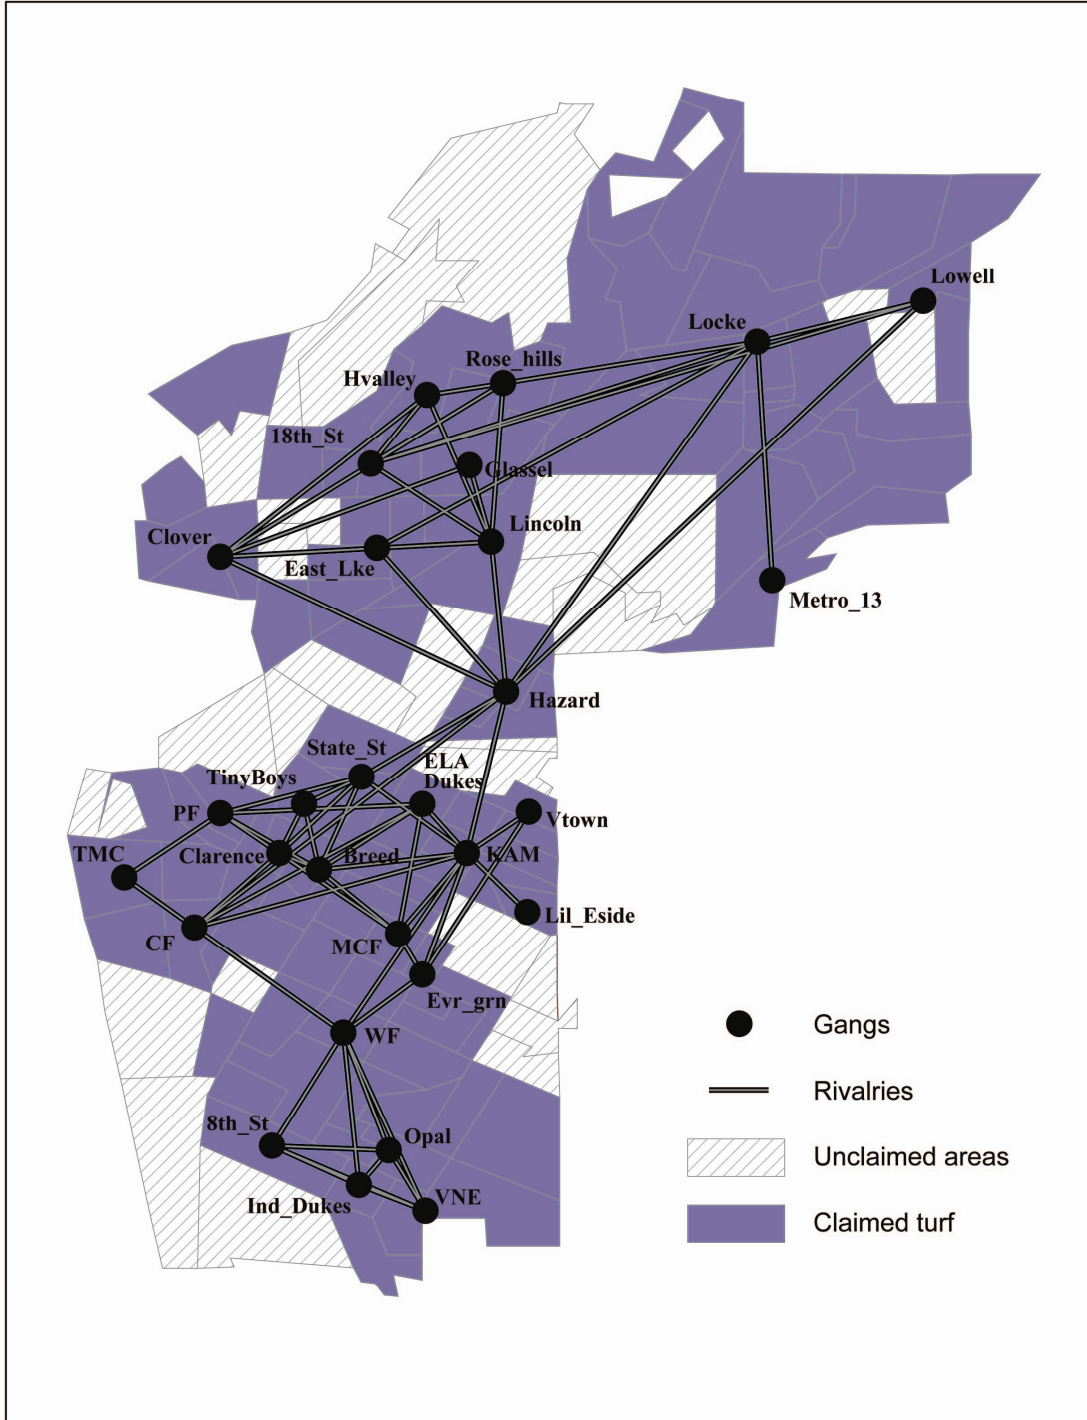 Lowell
Locke
Rose_hills
Hvalley
18th_St
Glassel
Lincoln
Clover
East_Lke
Metro_13
Hazard
State_St
ELA
Dukes
TinyBoys
PF
Vtown
TMC
Clarence
Breed
KAM
Lil_Eside
CF
MCF
Evr_grn
WF
8th_St
Opal
Ind_Dukes
VNE
Gangs
Rivalries
Unclaimed areas
Claimed turf